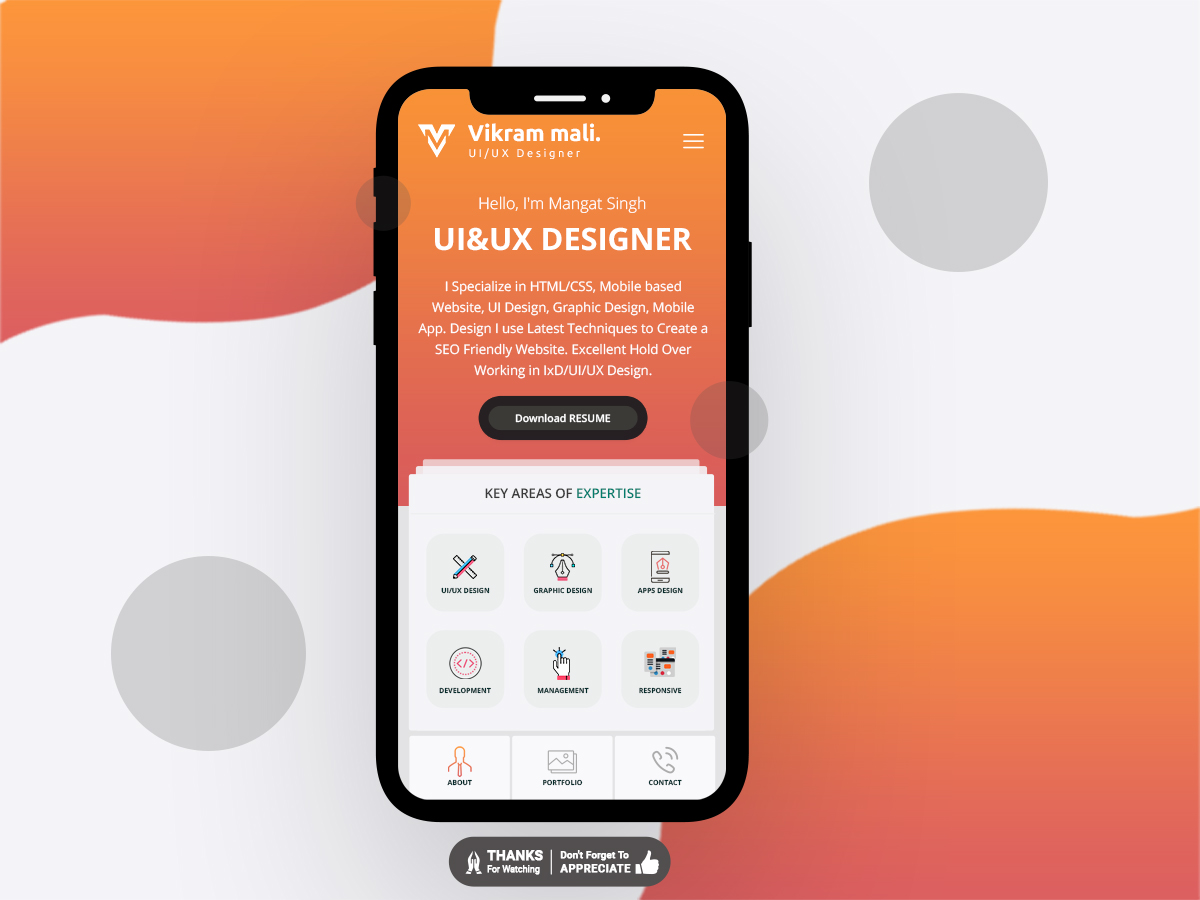 Vikram mali.
UI/UX Designer
Hello, I'm Mangat Singh
UI&UX DESIGNER
I Specialize in HTML/CSS, Mobile based
Website, UI Design, Graphic Design, Mobile
App. Design I use Latest Techniques to Create a
SEO Friendly Website. Excellent Hold Over
Working in IxD/UI/UX Design.
Download RESUME
KEY AREAS OF EXPERTISE
UI/UX DESIGN
GRAPHIC DESIGN
APPS DESIGN
DEVELOPMENT
MANAGEMENT
RESPONSIVE
ABOUT
PORTFOLIO
CONTACT
THANKS
For Watching
Don't Forget To
APPRECIATE